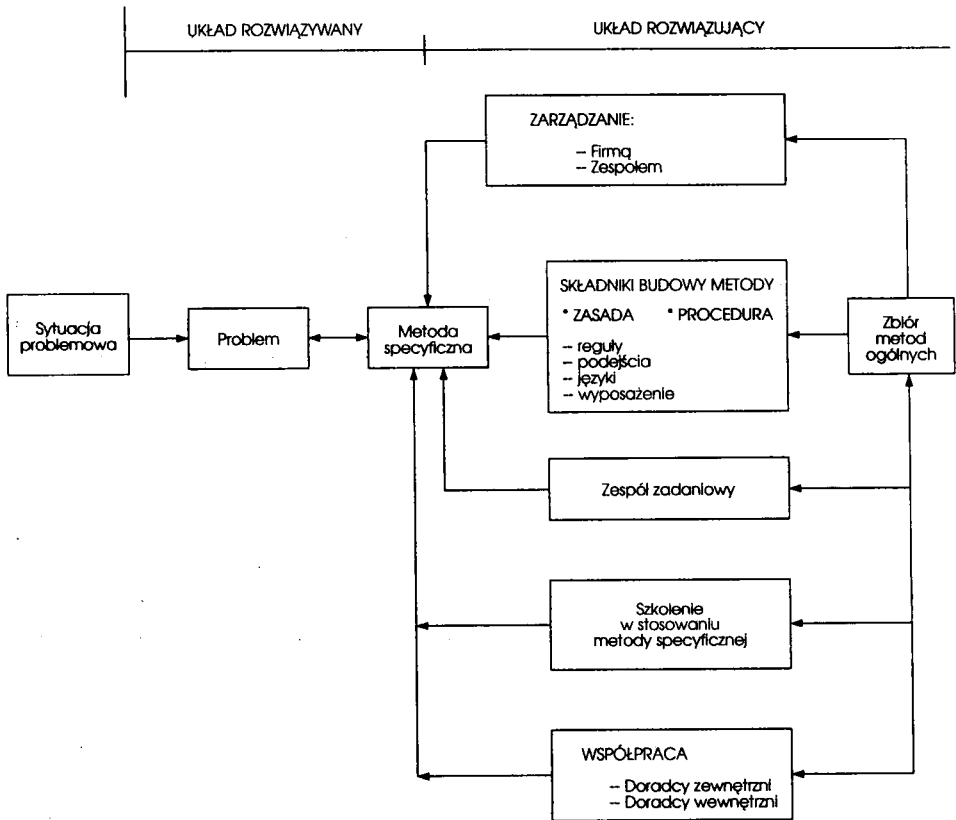 UKŁAD ROZWIĄZYWANY
UKŁAD ROZWIĄZUJĄCY
ZARZĄDZANIE:
– Firmą
– Zespołem
Sytuacja
problemowa
Problem
Metoda
specyficzna
SKŁADNIKI BUDOWY METODY
• ZASADA • PROCEDURA
– reguły
– podejścia
– języki
– wyposażenie
Zbiór
metod
ogólnych
Zespół zadaniowy
Szkolenie
w stosowaniu
metody specyficznej
WSPÓŁPRACA
– Doradcy zewnętrzni
– Doradcy wewnętrzni